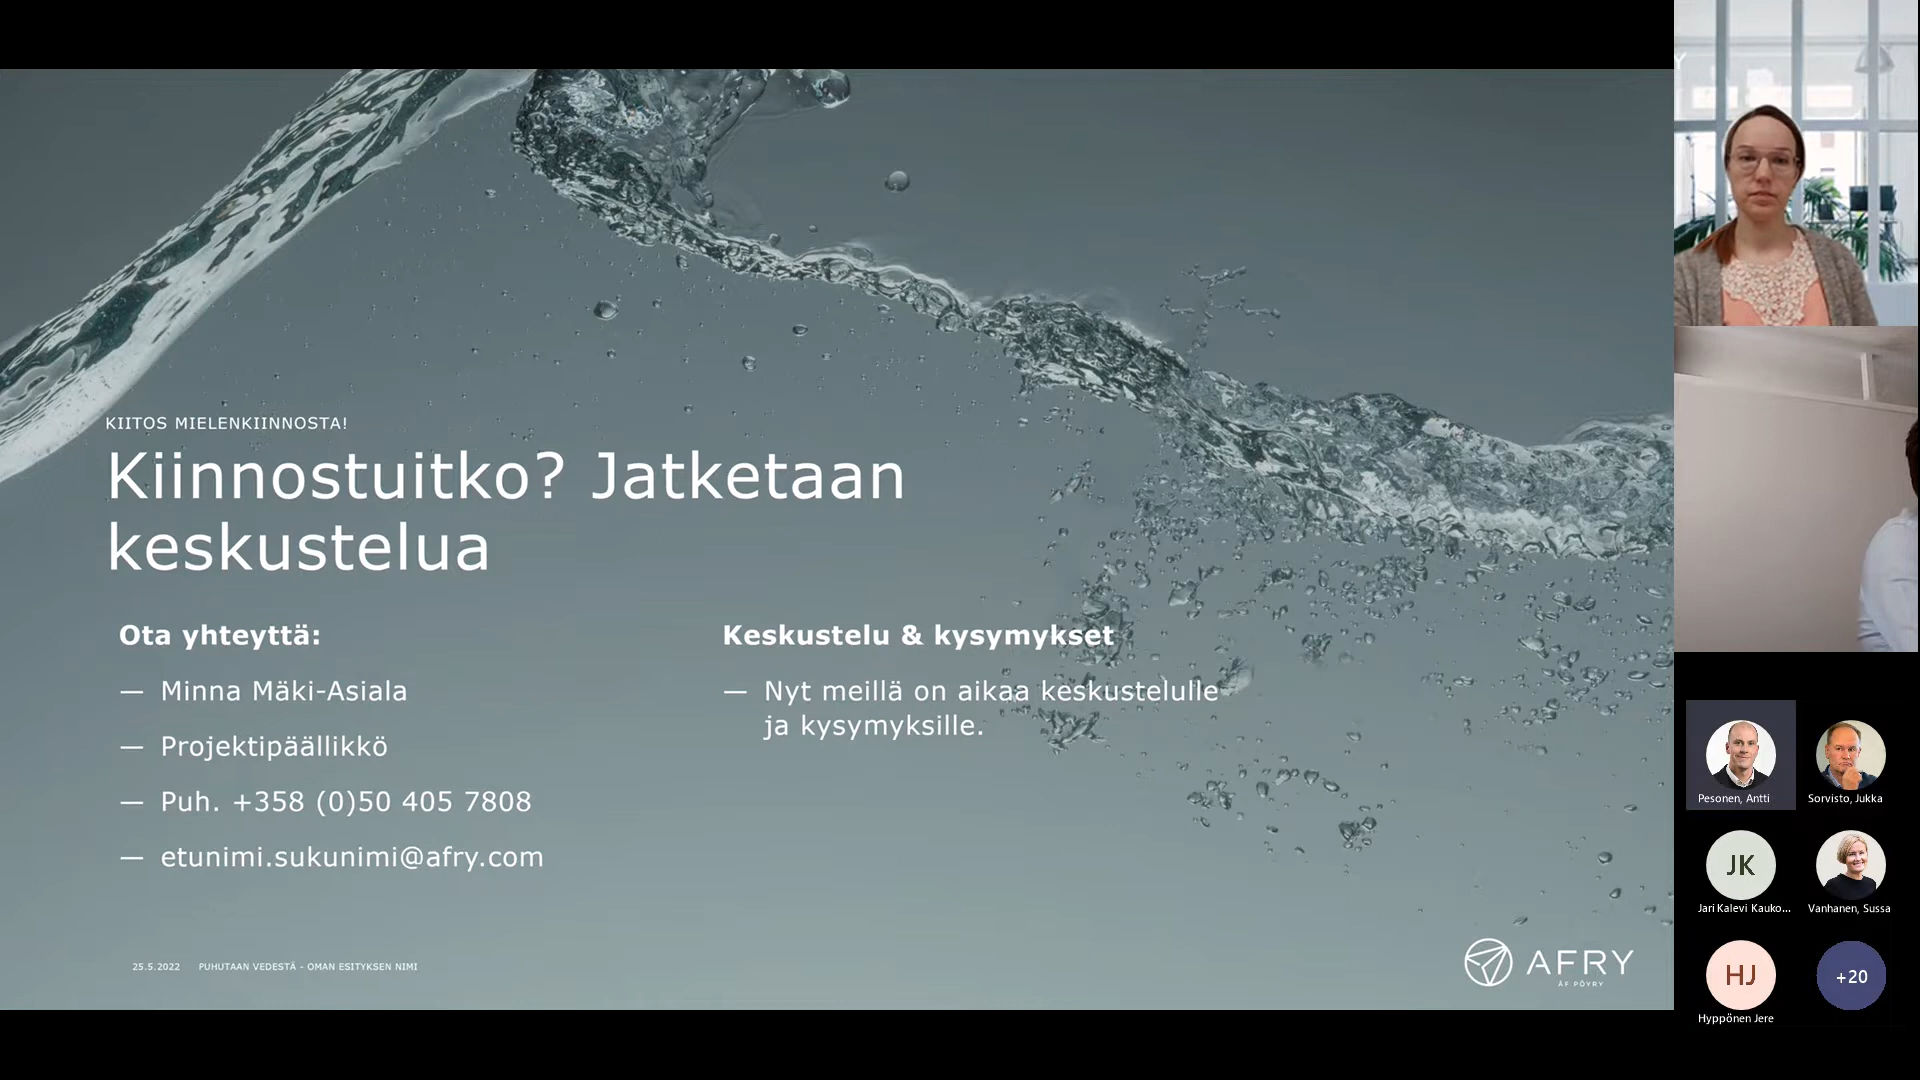 KIITOS MIELENKIINNOSTA!
Kiinnostuitko? Jatketaan
keskustelua
Ota yhteyttä:
— Minna Mäki-Asiala
— Projektipäällikkö
— Puh. +358 (0)50 405 7808
— etunimi.sukunimi@afry.com
Keskustelu & kysymykset
— Nyt meillä on aikaa keskustelulle
ja kysymyksille.
25.5.2022 PUHUTAAN VEDESTÄ - OMAN ESITYKSEN NIMI
AFRY
ÅF PÖYRY
Pesonen, Antti
Sorvisto, Jukka
JK
Jari Kalevi Kauko...
Vanhanen, Sussa
HJ
Hyppönen Jere
+20